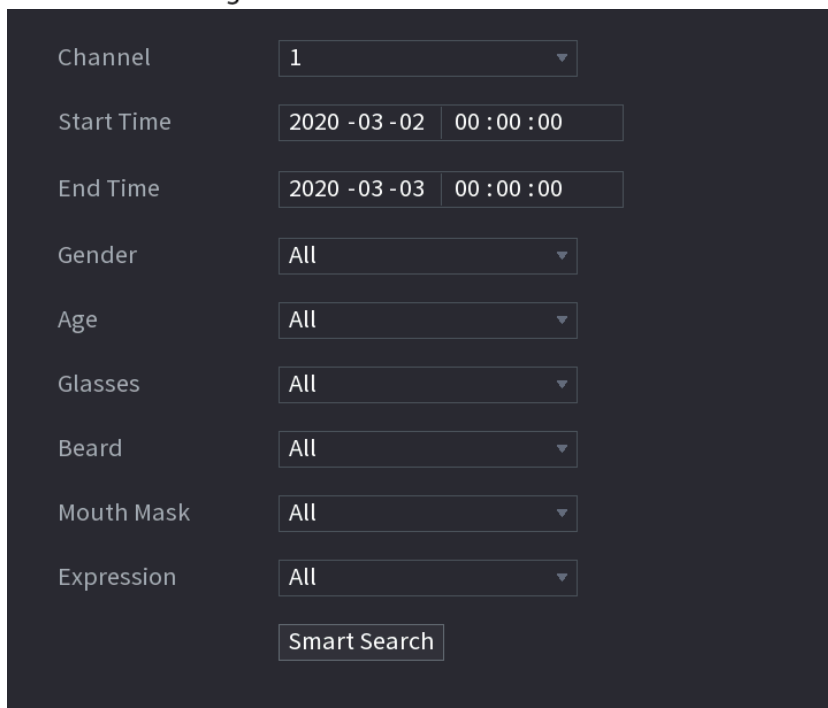 Channel 1
Start Time 2020 -03 -02 00 : 00 : 00
End Time 2020 -03 -03 00 : 00 : 00
Gender All
Age All
Glasses All
Beard All
Mouth Mask All
Expression All
Smart Search